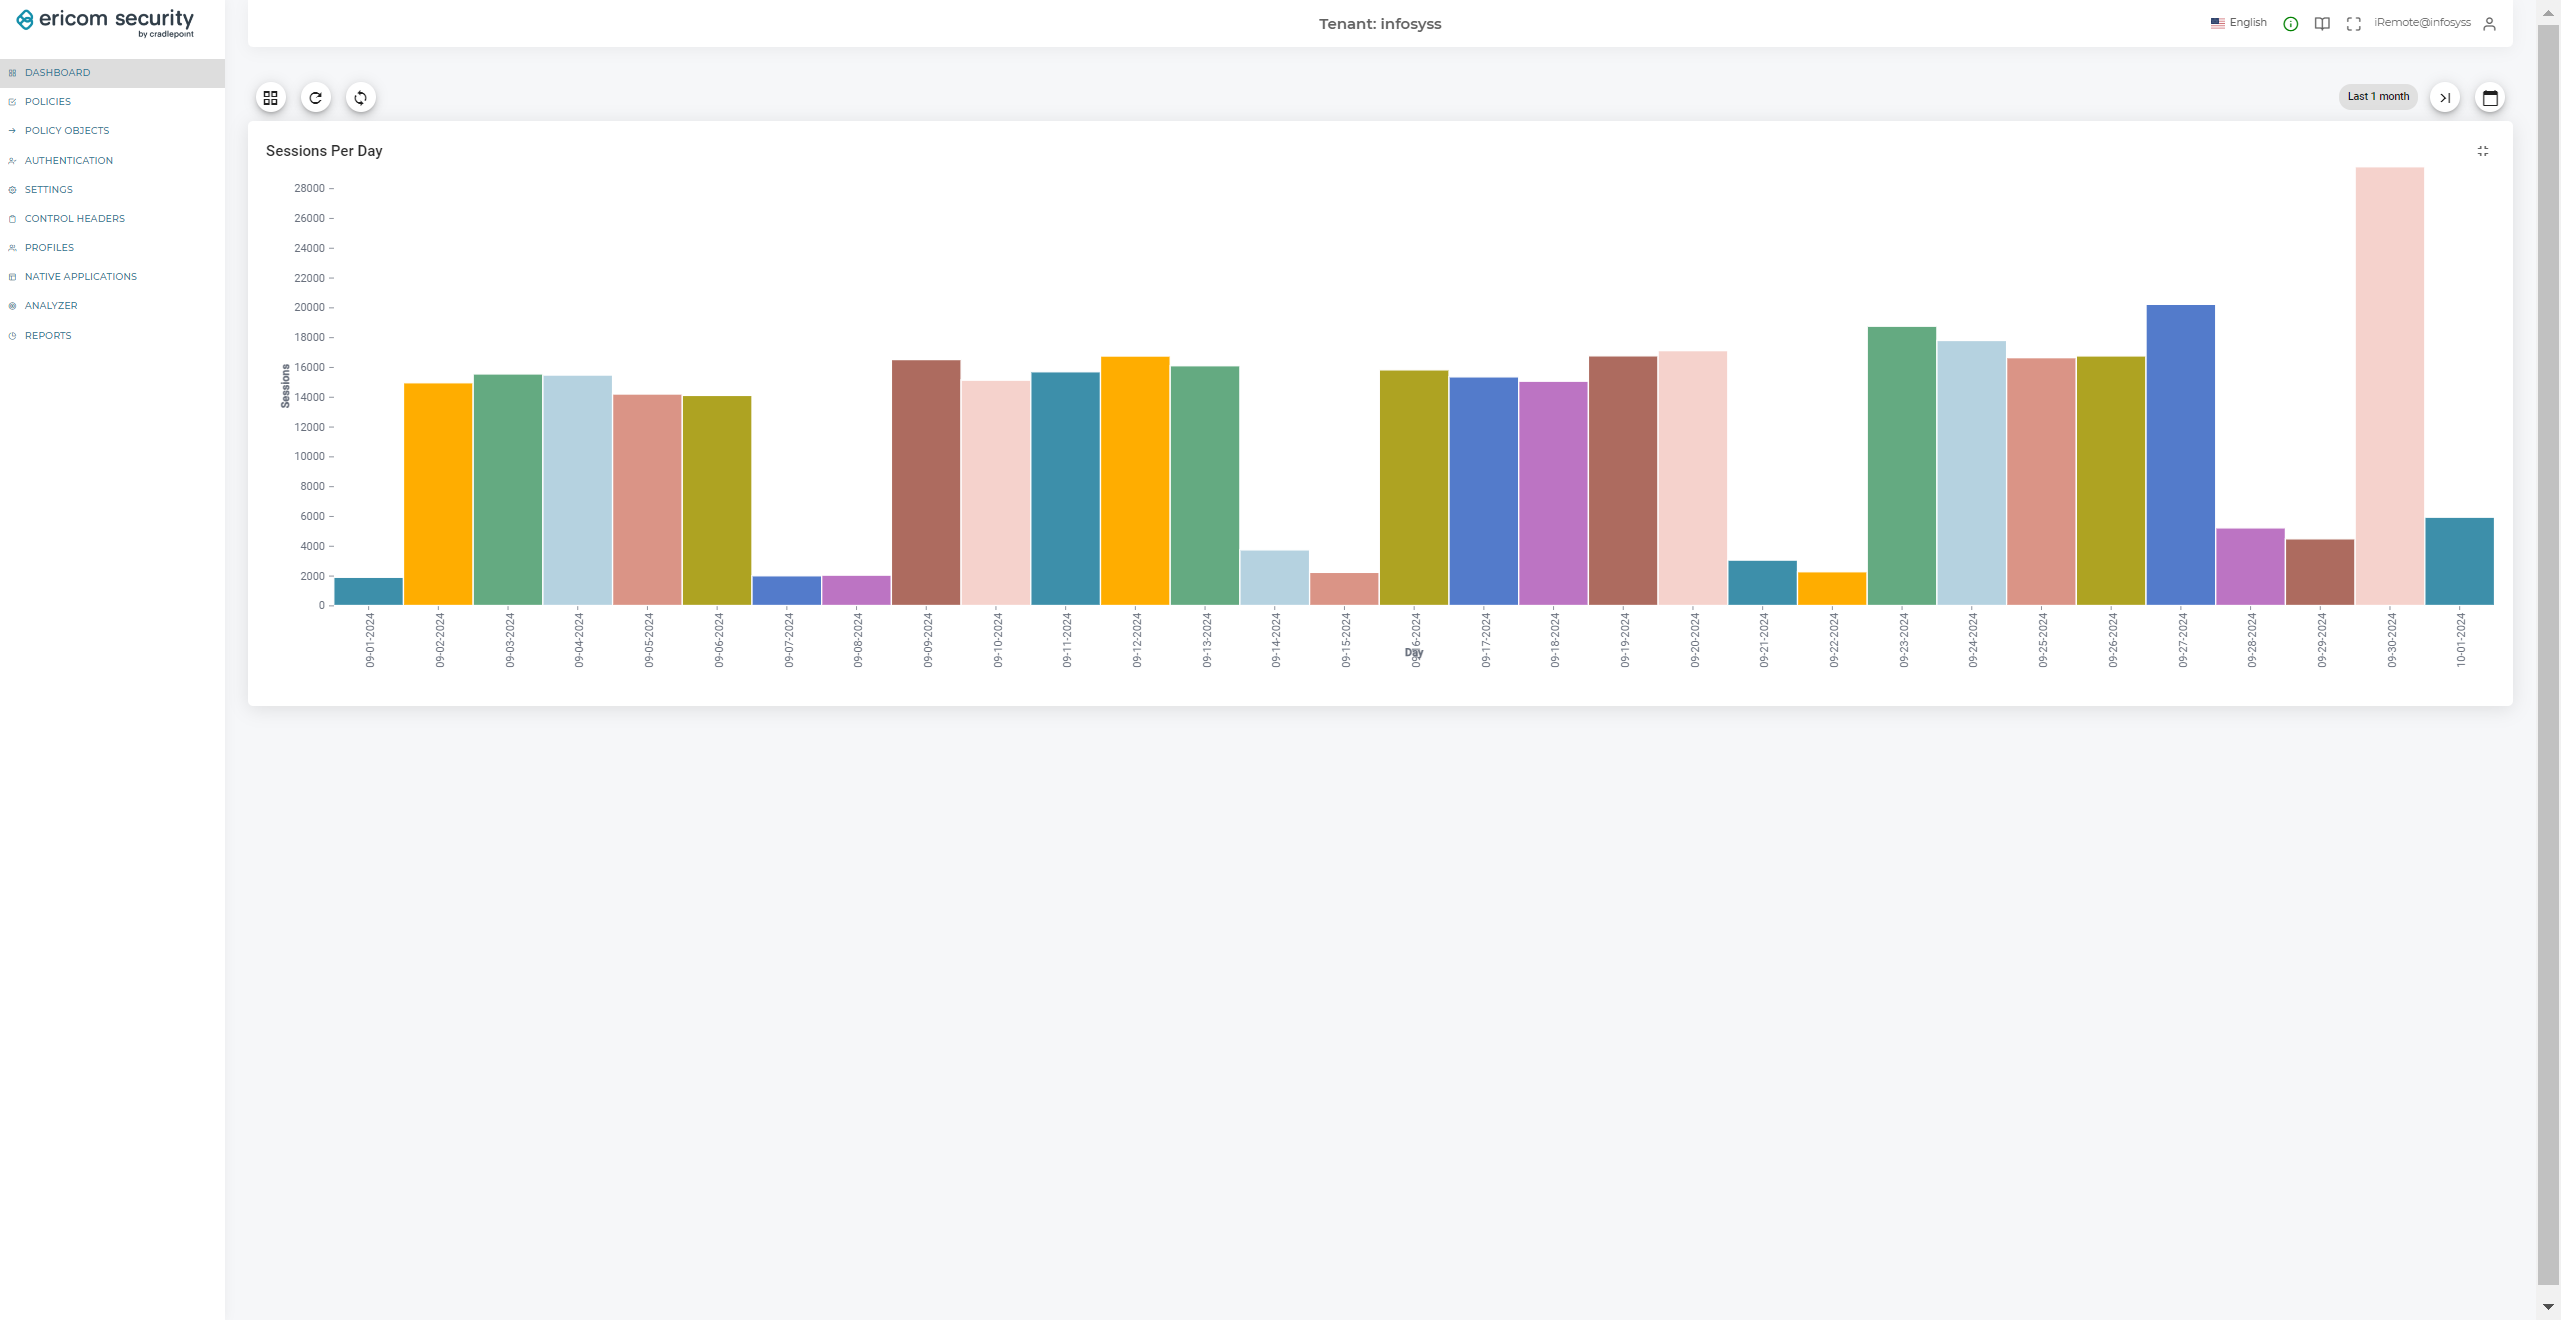 ericom security
by cradlepoint
DASHBOARD
POLICIES
POLICY OBJECTS
AUTHENTICATION
SETTINGS
CONTROL HEADERS
PROFILES
NATIVE APPLICATIONS
ANALYZER
REPORTS
Tenant: infosyss
English
iRemote@infosyss
Last 1 month
Sessions Per Day
28000
26000
24000
22000
20000
18000
16000
14000
12000
10000
8000
6000
4000
2000
0
Sessions
09-01-2024
09-02-2024
09-03-2024
09-04-2024
09-05-2024
09-06-2024
09-07-2024
09-08-2024
09-09-2024
09-10-2024
09-11-2024
09-12-2024
09-13-2024
09-14-2024
09-15-2024
09-16-2024
09-17-2024
09-18-2024
09-19-2024
09-20-2024
09-21-2024
09-22-2024
09-23-2024
09-24-2024
09-25-2024
09-26-2024
09-27-2024
09-28-2024
09-29-2024
09-30-2024
10-01-2024
Day